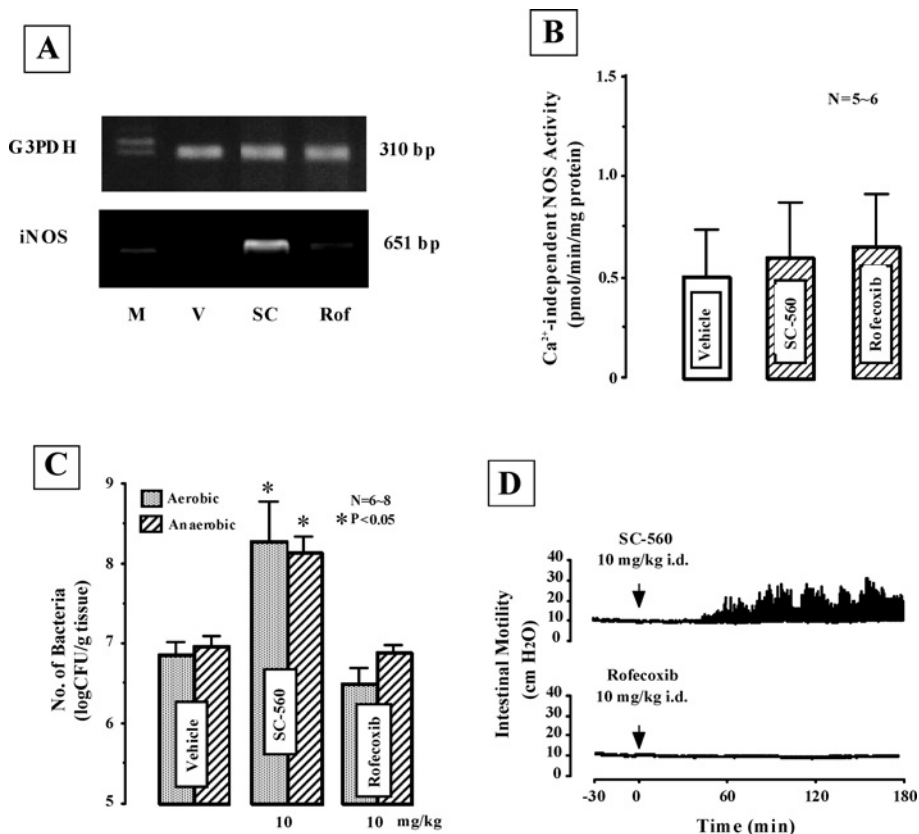 A
G3PDH
310 bp
iNOS
651 bp
M V SC Rof
B
Ca²⁺-independent NOS Activity
(pmol/min/mg protein)
1.5
1.0
0.5
0
N=5~6
Vehicle
SC-560
Rofecoxib
C
No. of Bacteria
(logCFU/g tissue)
9
8
7
6
5
Aerobic
Anaerobic
N=6~8
* P<0.05
*
*
Vehicle
SC-560
Rofecoxib
10 10 mg/kg
D
Intestinal Motility
(cm H2O)
SC-560
10 mg/kg i.d.
40
30
20
10
0
Rofecoxib
10 mg/kg i.d.
40
30
20
10
0
-30 0 60 120 180
Time (min)